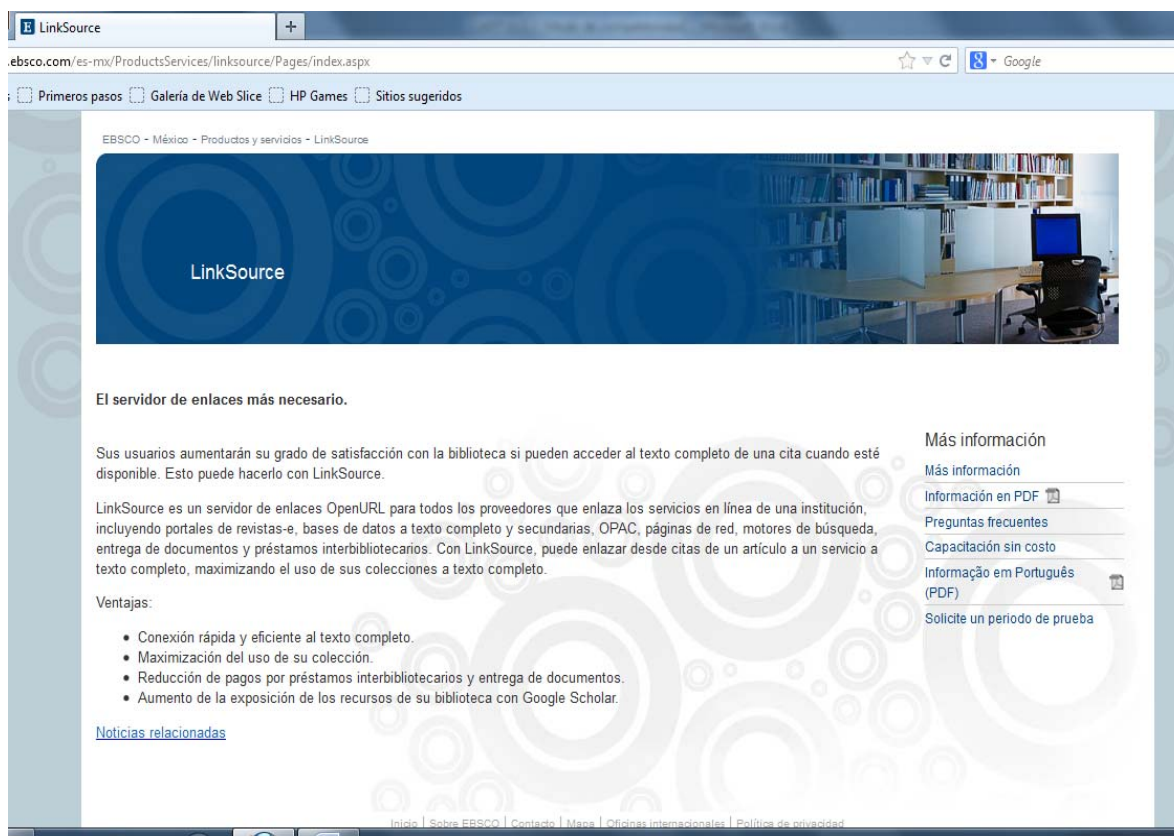 LinkSource
.ebsco.com/es-mx/ProductsServices/linksource/Pages/index.aspx
Google
Primeros pasos Galería de Web Slice HP Games Sitios sugeridos
EBSCO - México - Productos y servicios - LinkSource
LinkSource
El servidor de enlaces más necesario.
Sus usuarios aumentarán su grado de satisfacción con la biblioteca si pueden acceder al texto completo de una cita cuando esté
disponible. Esto puede hacerlo con LinkSource.
LinkSource es un servidor de enlaces OpenURL para todos los proveedores que enlaza los servicios en línea de una institución,
incluyendo portales de revistas-e, bases de datos a texto completo y secundarias, OPAC, páginas de red, motores de búsqueda,
entrega de documentos y préstamos interbibliotecarios. Con LinkSource, puede enlazar desde citas de un artículo a un servicio a
texto completo, maximizando el uso de sus colecciones a texto completo.
Ventajas:
• Conexión rápida y eficiente al texto completo.
• Maximización del uso de su colección.
• Reducción de pagos por préstamos interbibliotecarios y entrega de documentos.
• Aumento de la exposición de los recursos de su biblioteca con Google Scholar.
Noticias relacionadas
Más información
Más información
Información en PDF
Preguntas frecuentes
Capacitación sin costo
Informação em Português
(PDF)
Solicite un periodo de prueba
Inicio | Sobre EBSCO | Contacto | Mapa | Oficinas internacionales | Política de privacidad